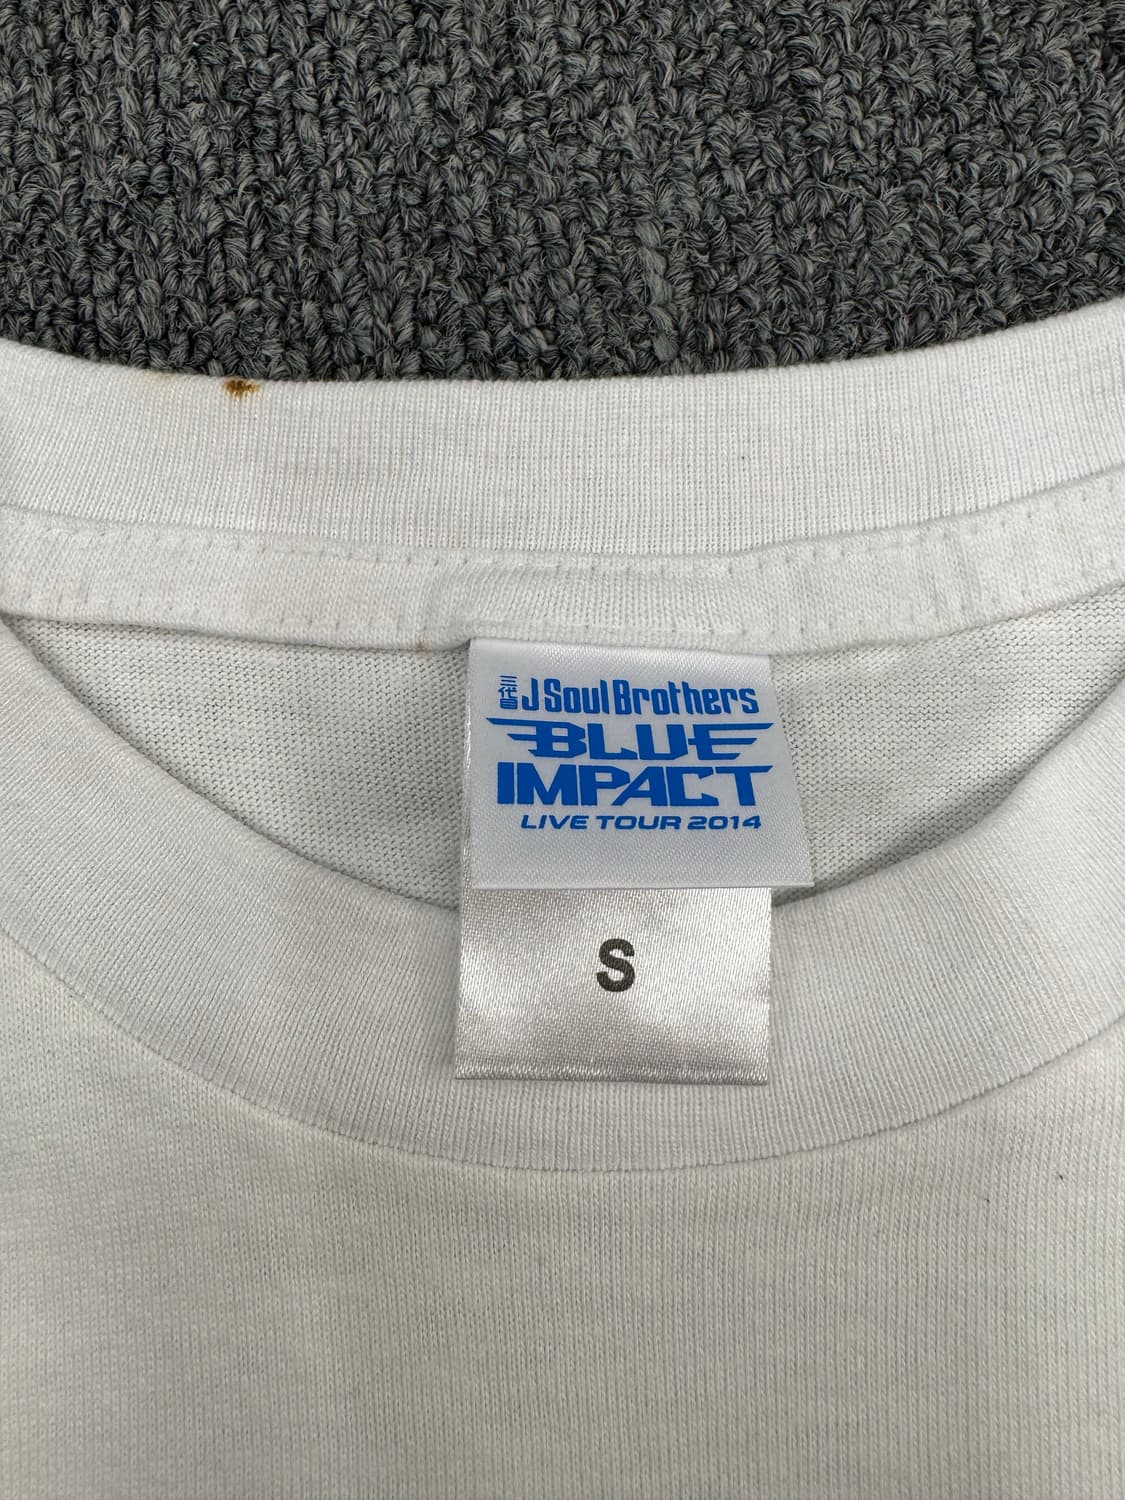 三代目 J Soul Brothers
BLUE
IMPACT
LIVE TOUR 2014
S